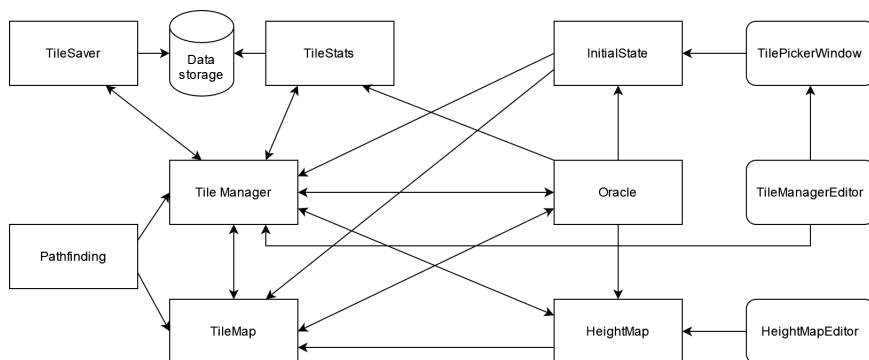 TileSaver
Data
storage
TileStats
InitialState
TilePickerWindow
Tile Manager
Oracle
TileManagerEditor
Pathfinding
TileMap
HeightMap
HeightMapEditor